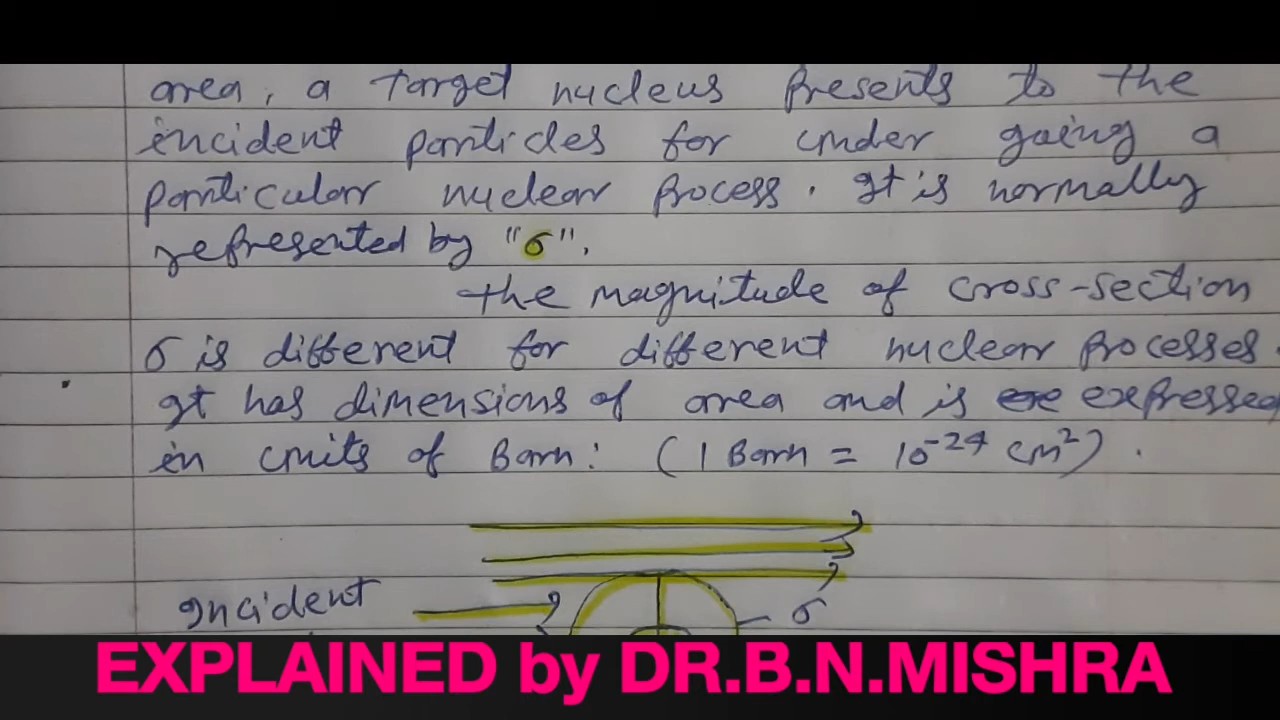 area, a target nucleus presents to the
incident particles for under going a
particular nuclear process. It is normally
represented by "σ".
the magnitude of cross-section
σ is different for different nuclear processes.
It has dimensions of area and is expressed
in units of Barn: (1 Barn = 10⁻²⁴ cm²).
Incident
σ
EXPLAINED by DR.B.N.MISHRA